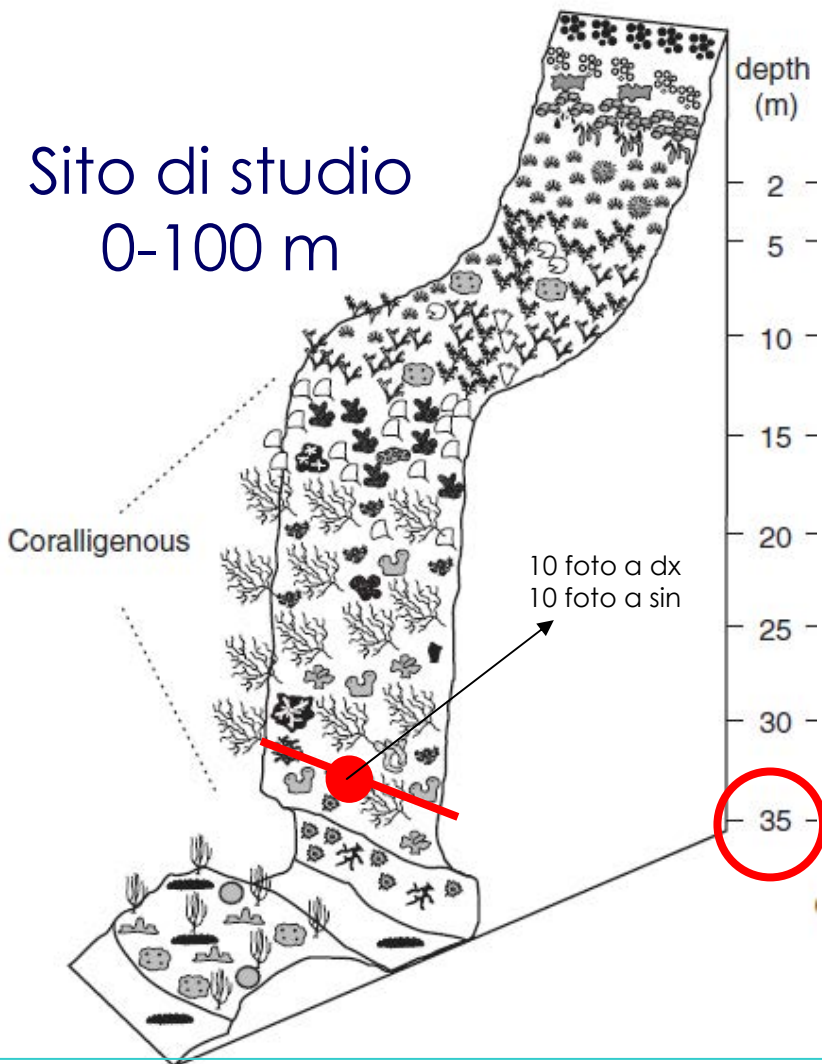 Sito di studio
0-100 m
depth
(m)
2
5
10
15
20
25
30
35
Coralligenous
10 foto a dx
10 foto a sin